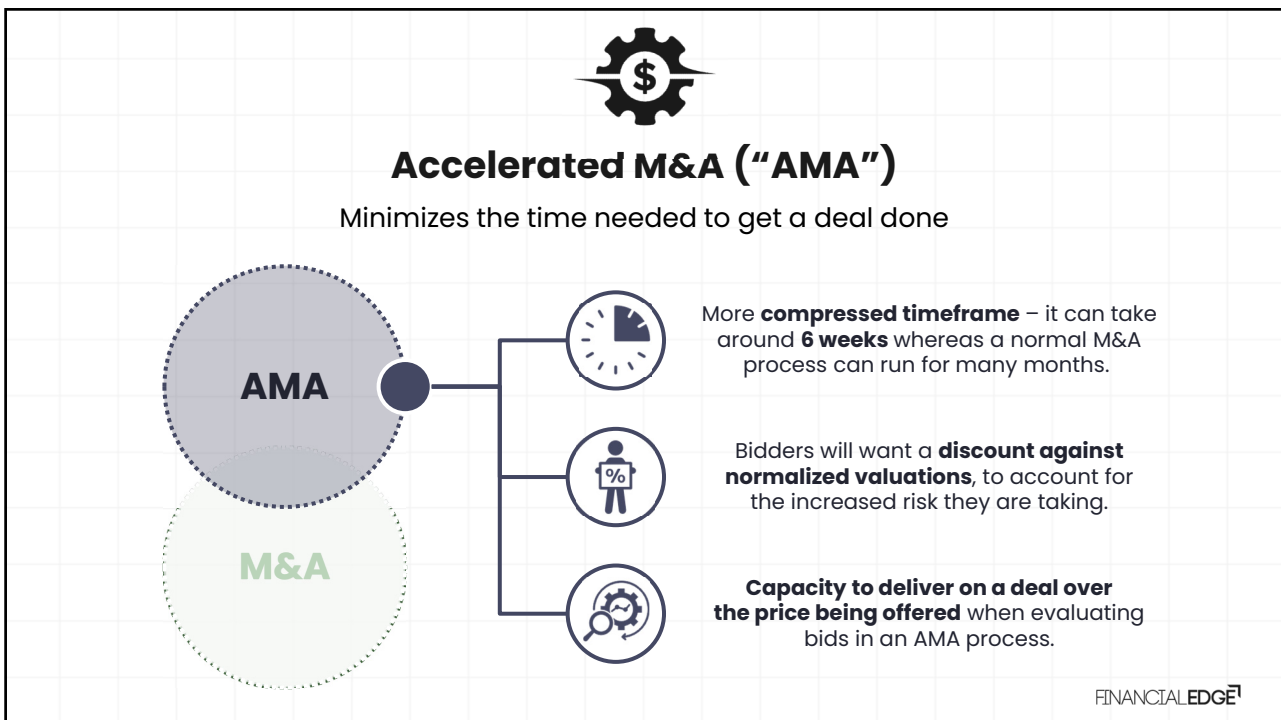 $
Accelerated M&A (“AMA”)
Minimizes the time needed to get a deal done
AMA
M&A
More compressed timeframe – it can take
around 6 weeks whereas a normal M&A
process can run for many months.
%
Bidders will want a discount against
normalized valuations, to account for
the increased risk they are taking.
Capacity to deliver on a deal over
the price being offered when evaluating
bids in an AMA process.
FINANCIALEDGE